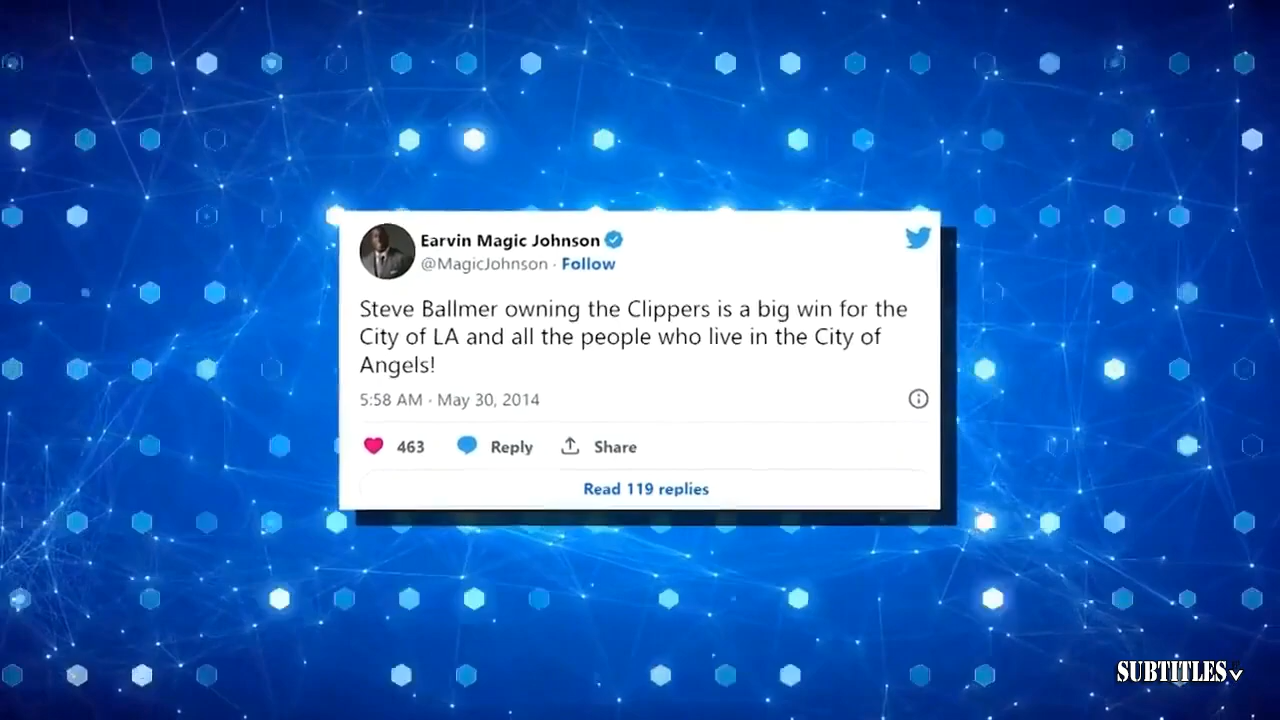 Earvin Magic Johnson
@MagicJohnson · Follow
Steve Ballmer owning the Clippers is a big win for the
City of LA and all the people who live in the City of
Angels!
5:58 AM · May 30, 2014
463 Reply Share
Read 119 replies
SUBTITLES